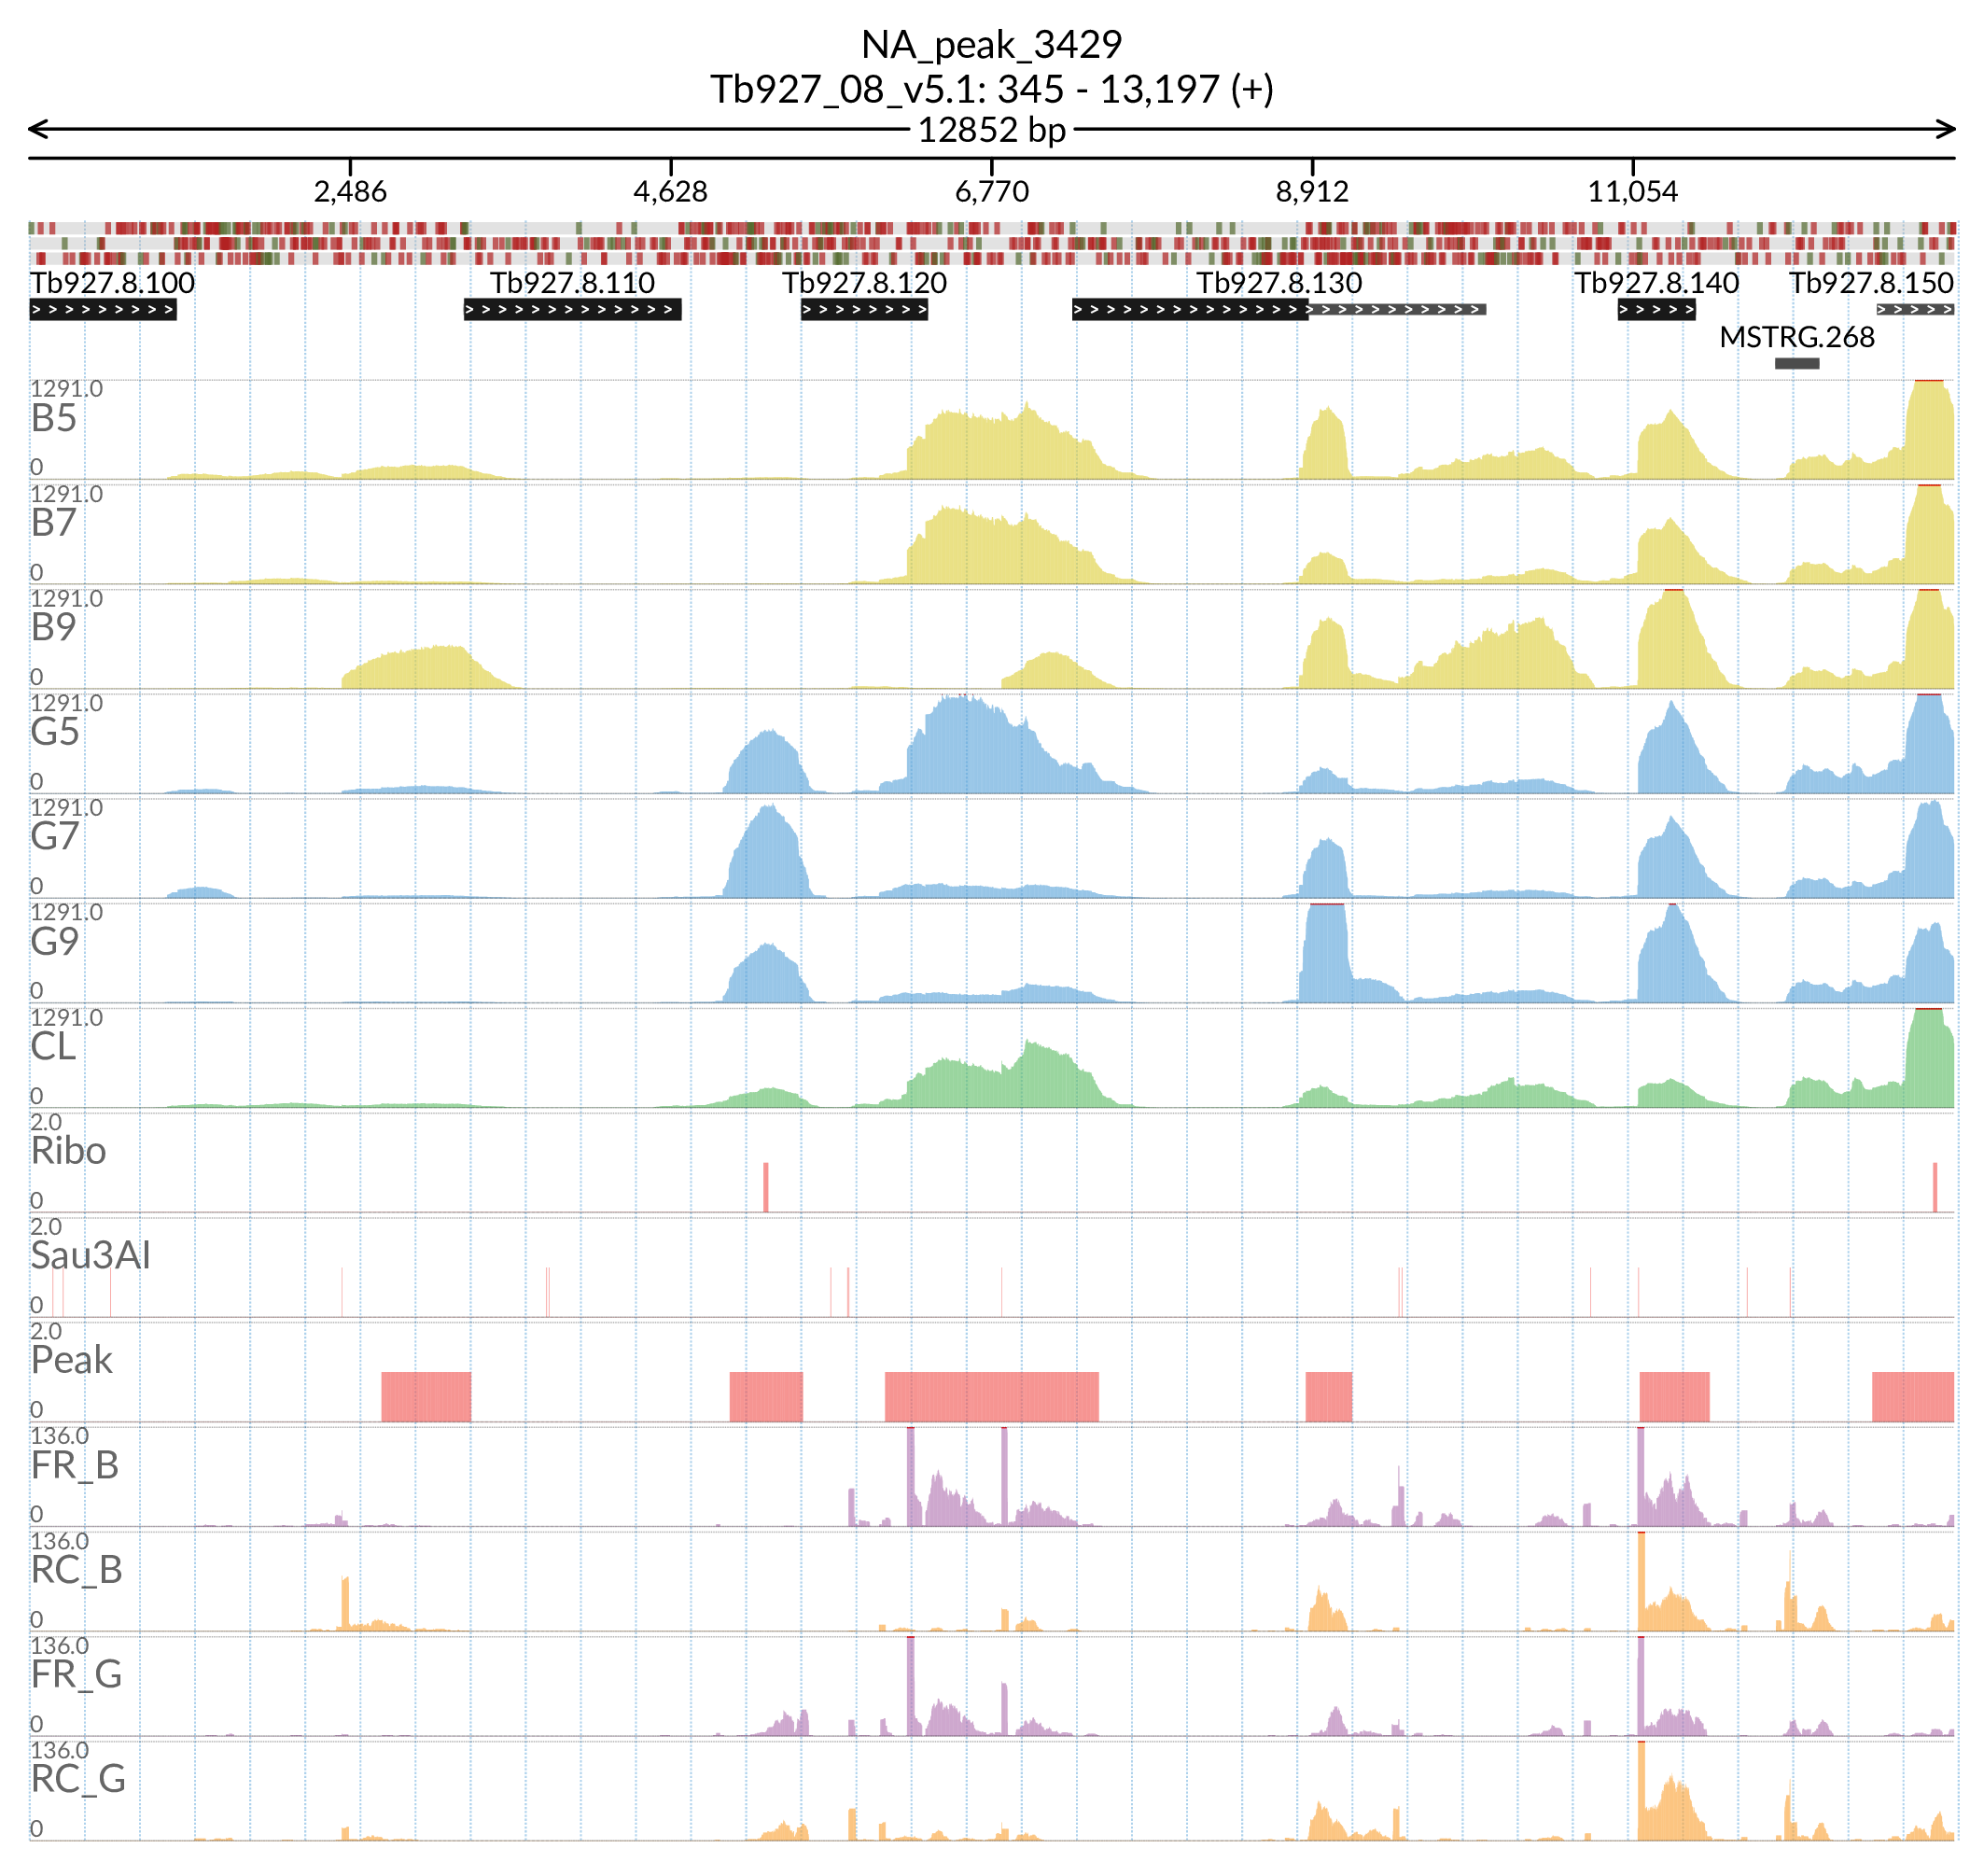 NA_peak_3429
Tb927_08_v5.1: 345 - 13,197 (+)
12852 bp
2,486 4,628 6,770 8,912 11,054
Tb927.8.100 Tb927.8.110 Tb927.8.120 Tb927.8.130 Tb927.8.140 Tb927.8.150
MSTRG.268
1291.0
B5
0
1291.0
B7
0
1291.0
B9
0
1291.0
G5
0
1291.0
G7
0
1291.0
G9
0
1291.0
CL
0
2.0
Ribo
0
2.0
Sau3AI
0
2.0
Peak
0
136.0
FR_B
0
136.0
RC_B
0
136.0
FR_G
0
136.0
RC_G
0